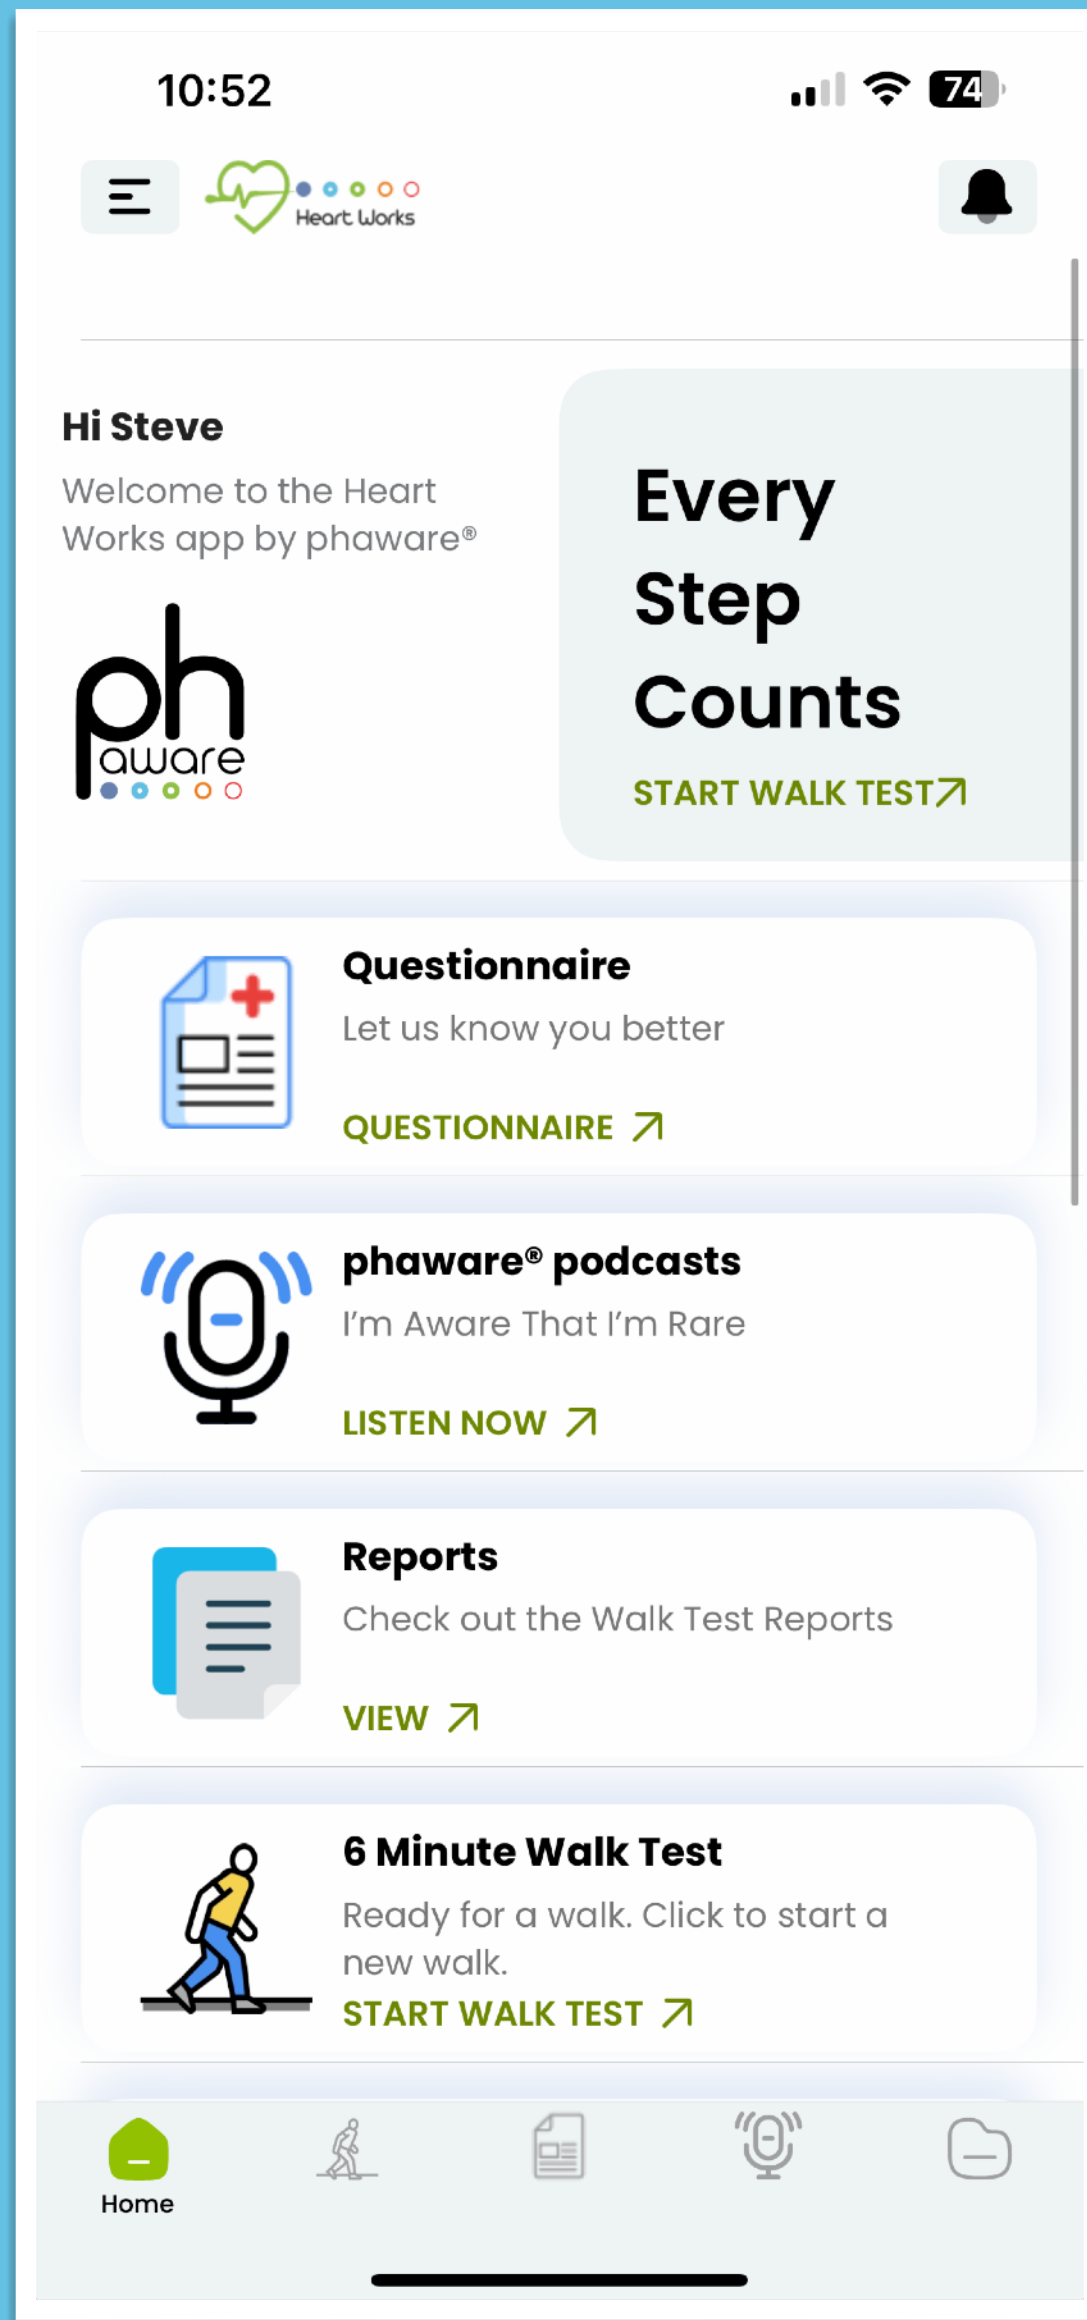 10:52
74
Heart Works
Hi Steve
Welcome to the Heart
Works app by phaware®
ph
aware
Every
Step
Counts
START WALK TEST
Questionnaire
Let us know you better
QUESTIONNAIRE
phaware® podcasts
I'm Aware That I'm Rare
LISTEN NOW
Reports
Check out the Walk Test Reports
VIEW
6 Minute Walk Test
Ready for a walk. Click to start a
new walk.
START WALK TEST
Home